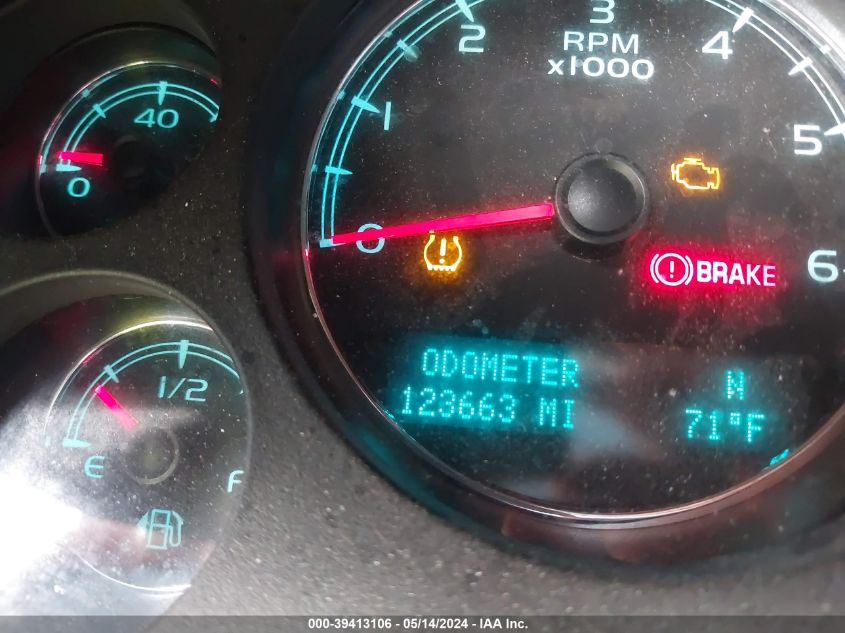 3
2
4
RPM
x1000
1
5
0
6
40
0
BRAKE
1/2
E
F
ODOMETER
123663 MI
N
71°F
000-39413106 - 05/14/2024 - IAA Inc.